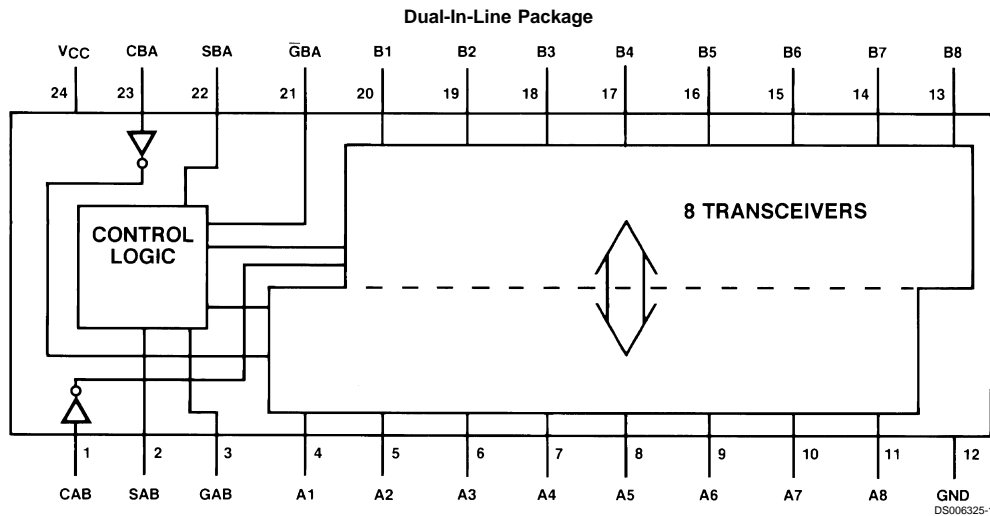 Dual-In-Line Package
VCC CBA SBA G̅BA B1 B2 B3 B4 B5 B6 B7 B8
24 23 22 21 20 19 18 17 16 15 14 13
8 TRANSCEIVERS
CONTROL
LOGIC
1 2 3 4 5 6 7 8 9 10 11 12
CAB SAB GAB A1 A2 A3 A4 A5 A6 A7 A8 GND